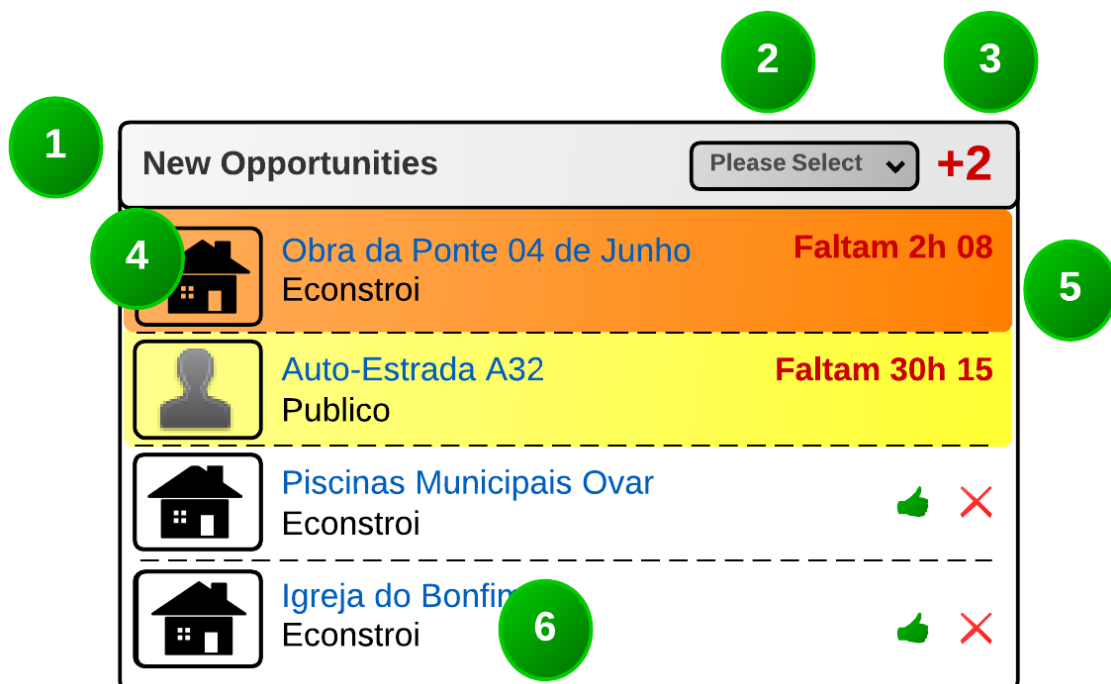 2
3
1
New Opportunities
Please Select
+2
4
Obra da Ponte 04 de Junho
Faltam 2h 08
Econstroi
5
Auto-Estrada A32
Faltam 30h 15
Publico
Piscinas Municipais Ovar
Econstroi
Igreja do
Econstroi
6